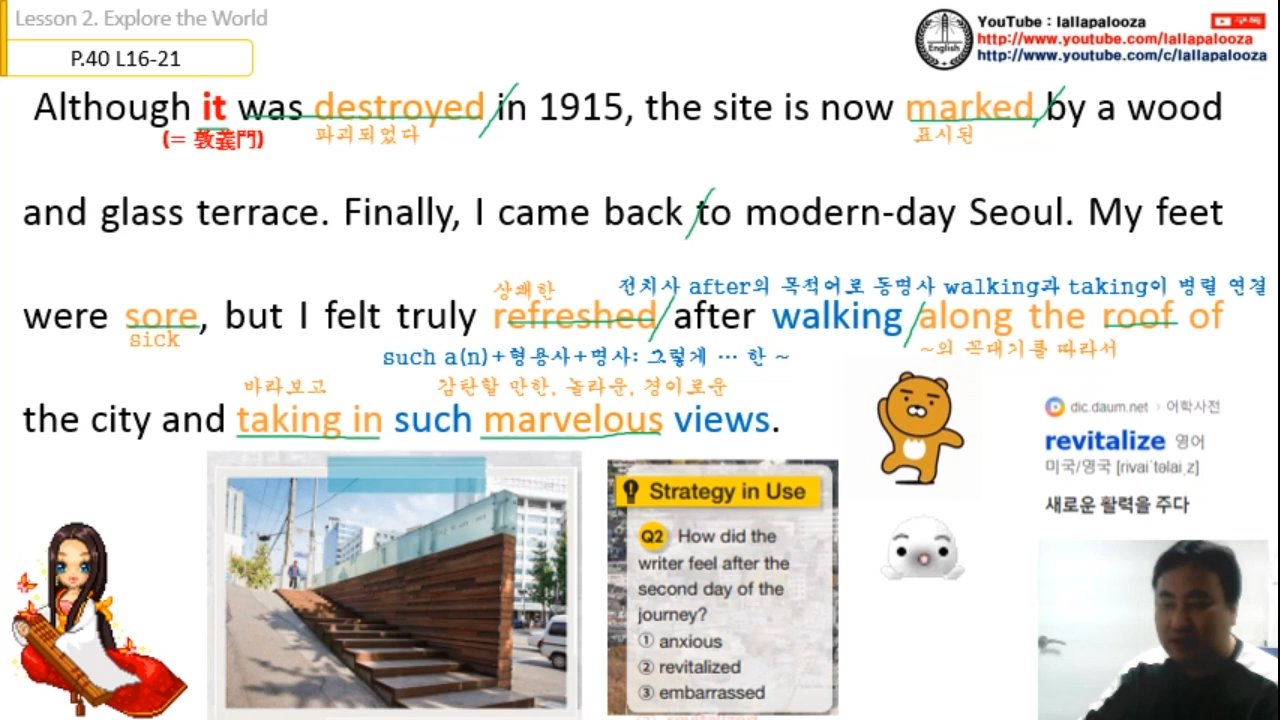 Lesson 2. Explore the World
YouTube : lallapalooza 구독
http://www.youtube.com/lallapalooza
http://www.youtube.com/c/lallapalooza
English
P.40 L16-21
Although it was destroyed in 1915, the site is now marked by a wood
(= 敦義門) 파괴되었다 표시된
and glass terrace. Finally, I came back to modern-day Seoul. My feet
상쾌한 전치사 after의 목적어로 동명사 walking과 taking이 병렬 연결
were sore, but I felt truly refreshed after walking along the roof of
sick such a(n)+형용사+명사: 그렇게 … 한 ~ ~의 꼭대기를 따라서
바라보고 감탄할 만한, 놀라운, 경이로운
the city and taking in such marvelous views.
dic.daum.net > 어학사전
revitalize 영어
미국/영국 [rivaiˈtəlaiˌz]
새로운 활력을 주다
Strategy in Use
Q2 How did the
writer feel after the
second day of the
journey?
① anxious
② revitalized
③ embarrassed